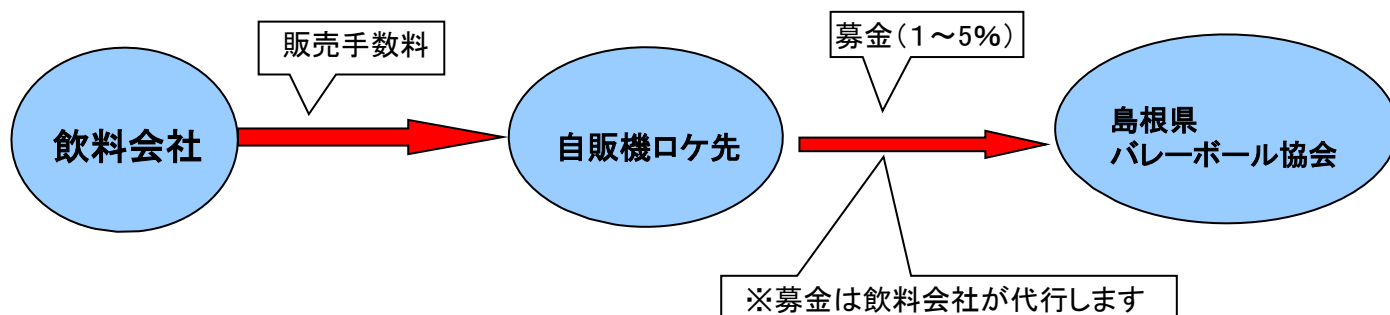 販売手数料
募金(1～5%)
飲料会社
自販機ロケ先
島根県
バレーボール協会
※募金は飲料会社が代行します